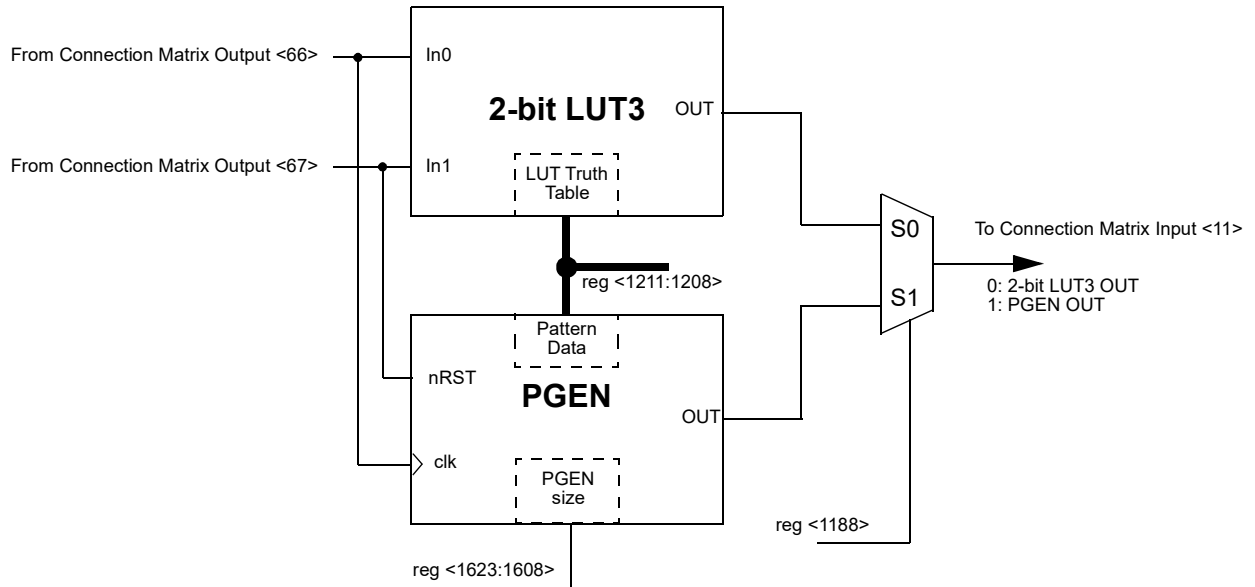 From Connection Matrix Output <66>
In0
2-bit LUT3
OUT
From Connection Matrix Output <67>
In1
LUT Truth
Table
S0
To Connection Matrix Input <11>
reg <1211:1208>
0: 2-bit LUT3 OUT
1: PGEN OUT
S1
Pattern
Data
nRST
PGEN
OUT
clk
PGEN
size
reg <1188>
reg <1623:1608>